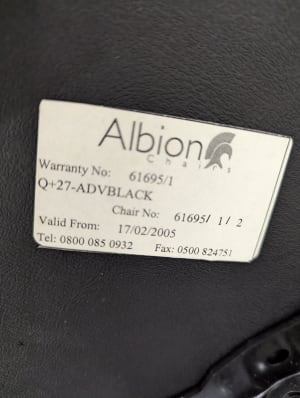 Albion
Chairs
Warranty No: 61695/1
Q+27-ADVBLACK
Chair No: 61695/ 1 / 2
Valid From: 17/02/2005
Tel: 0800 085 0932 Fax: 0500 824751